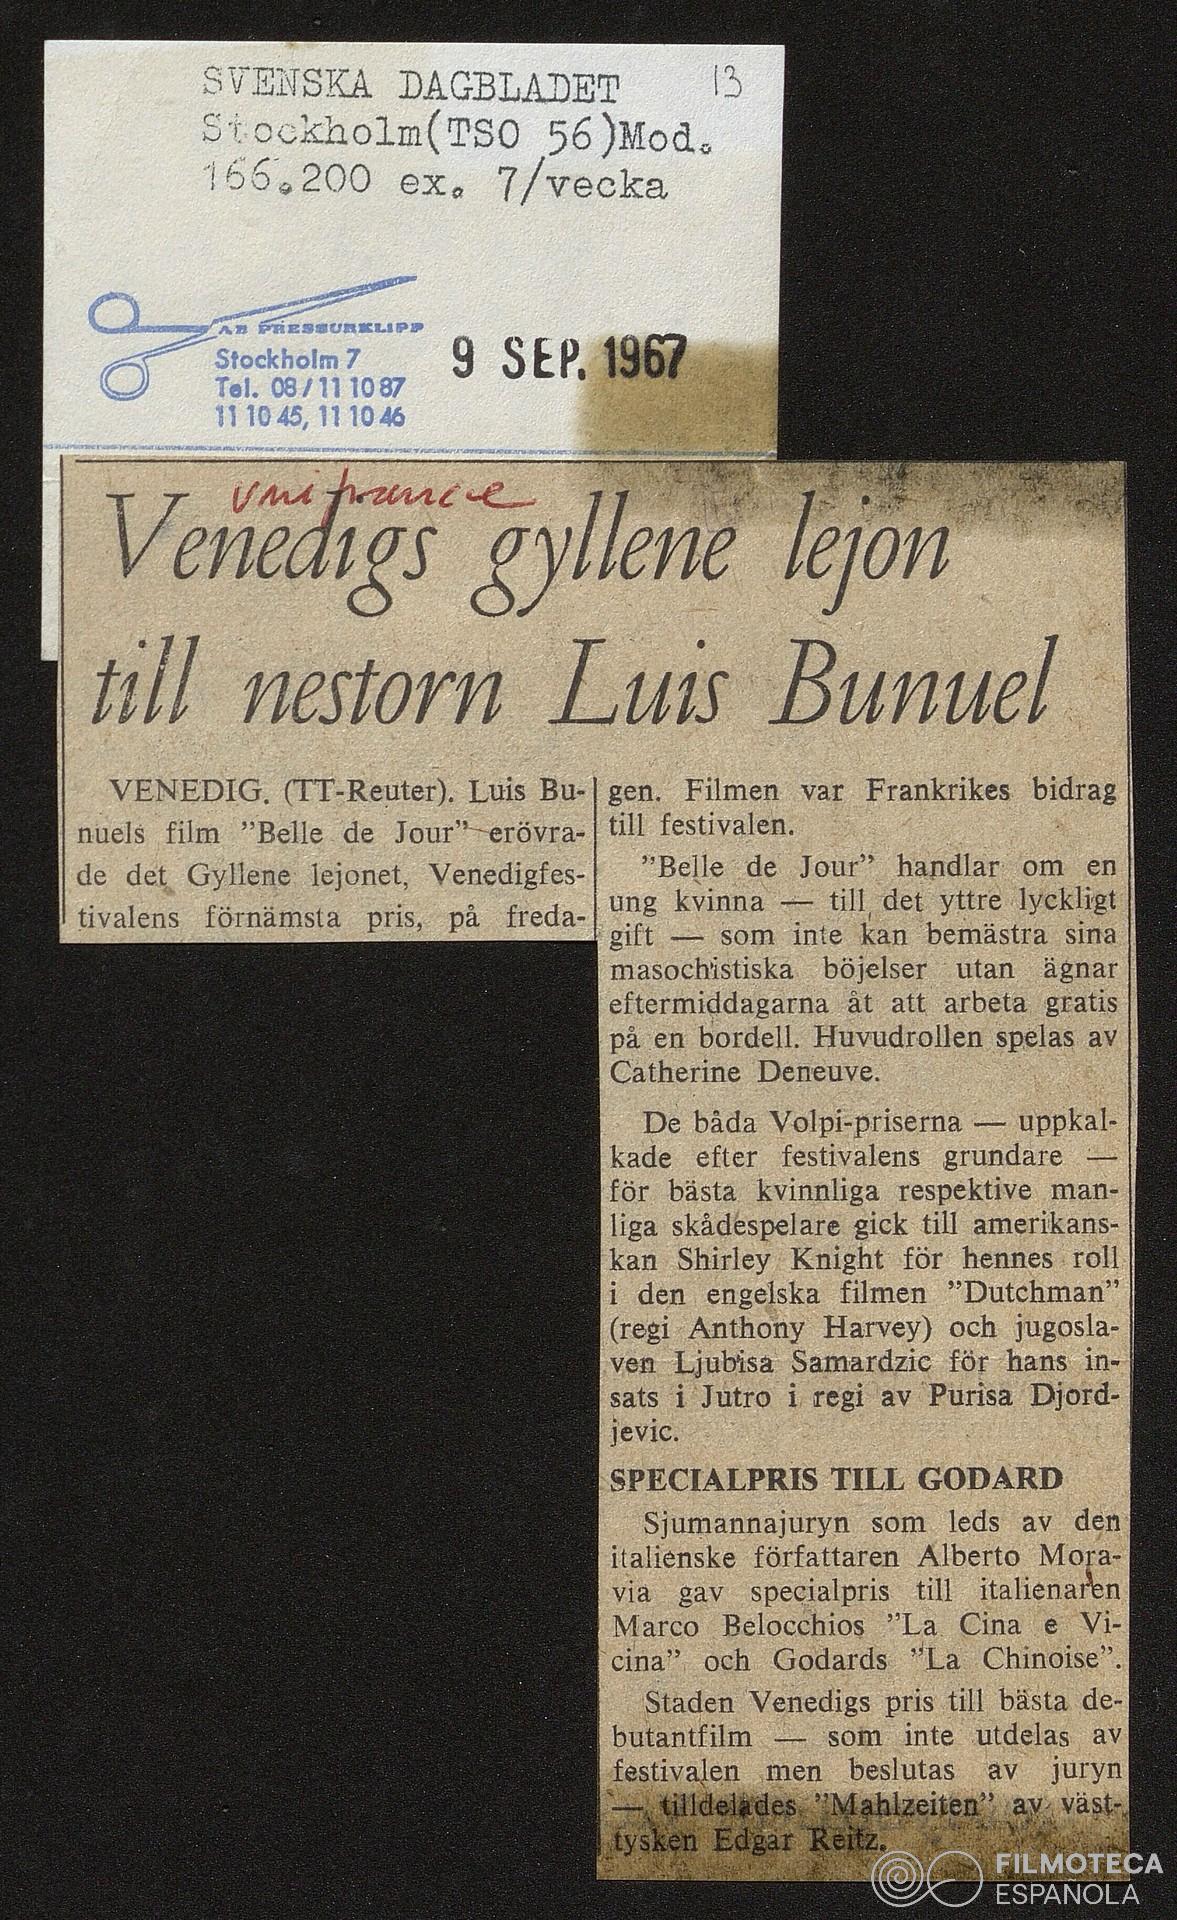 SVENSKA DAGBLADET 13
Stockholm(TSO 56)Mod.
166.200 ex. 7/vecka
AB PRESSURKLIPP
Stockholm 7
Tel. 08/11 10 87
11 10 45, 11 10 46
9 SEP. 1967
unifrance
Venedigs gyllene lejon
till nestorn Luis Bunuel
VENEDIG. (TT-Reuter). Luis Bu-
nuels film ”Belle de Jour” erövra-
de det Gyllene lejonet, Venedigfes-
tivalens förnämsta pris, på freda-
gen. Filmen var Frankrikes bidrag
till festivalen.
”Belle de Jour” handlar om en
ung kvinna — till det yttre lyckligt
gift — som inte kan bemästra sina
masochistiska böjelser utan ägnar
eftermiddagarna åt att arbeta gratis
på en bordell. Huvudrollen spelas av
Catherine Deneuve.
De båda Volpi-priserna — uppkal-
kade efter festivalens grundare —
för bästa kvinnliga respektive man-
liga skådespelare gick till amerikans-
kan Shirley Knight för hennes roll
i den engelska filmen ”Dutchman”
(regi Anthony Harvey) och jugosla-
ven Ljubisa Samardzic för hans in-
sats i Jutro i regi av Purisa Djord-
jevic.
SPECIALPRIS TILL GODARD
Sjumannajuryn som leds av den
italienske författaren Alberto Mora-
via gav specialpris till italienaren
Marco Belocchios ”La Cina e Vi-
cina” och Godards ”La Chinoise”.
Staden Venedigs pris till bästa de-
butantfilm — som inte utdelas av
festivalen men beslutas av juryn
— tilldelades ”Mahlzeiten” av väst-
tysken Edgar Reitz.
FILMOTECA
ESPAÑOLA